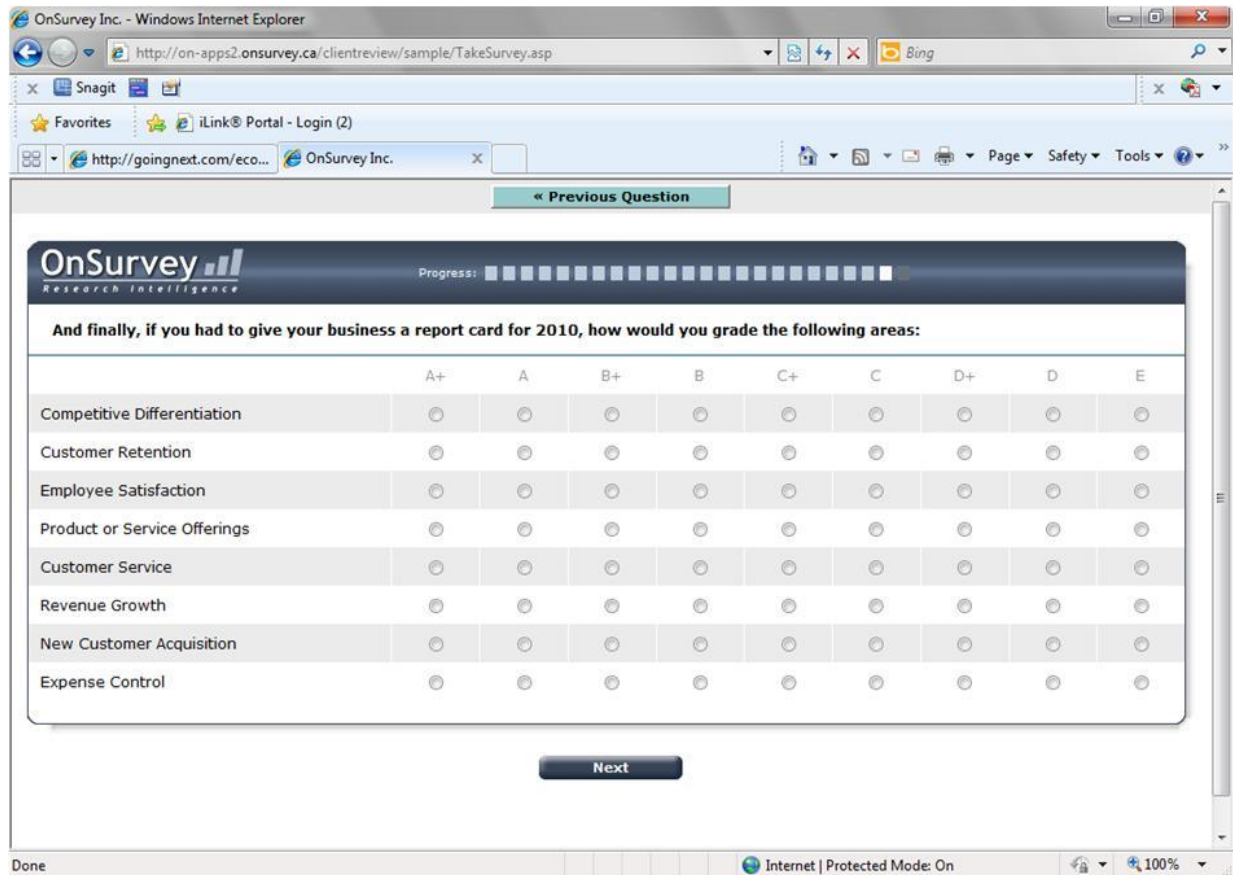 OnSurvey Inc. - Windows Internet Explorer
http://on-apps2.onsurvey.ca/clientreview/sample/TakeSurvey.asp Bing
x Snagit x
Favorites iLink® Portal - Login (2)
http://goingnext.com/eco... OnSurvey Inc. x Page Safety Tools »
« Previous Question
OnSurvey
Research Intelligence
Progress:
And finally, if you had to give your business a report card for 2010, how would you grade the following areas:
A+ A B+ B C+ C D+ D E
Competitive Differentiation
Customer Retention
Employee Satisfaction
Product or Service Offerings
Customer Service
Revenue Growth
New Customer Acquisition
Expense Control
Next
Done Internet | Protected Mode: On 100%